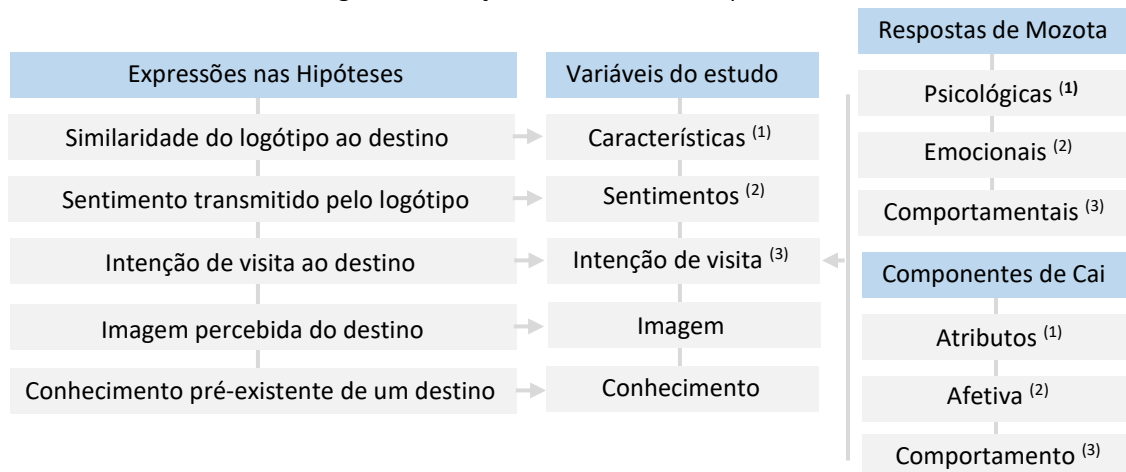 Expressões nas Hipóteses
Similaridade do logótipo ao destino
Sentimento transmitido pelo logótipo
Intenção de visita ao destino
Imagem percebida do destino
Conhecimento pré-existente de um destino
Variáveis do estudo
Características (1)
Sentimentos (2)
Intenção de visita (3)
Imagem
Conhecimento
Respostas de Mozota
Psicológicas (1)
Emocionais (2)
Comportamentais (3)
Componentes de Cai
Atributos (1)
Afetiva (2)
Comportamento (3)